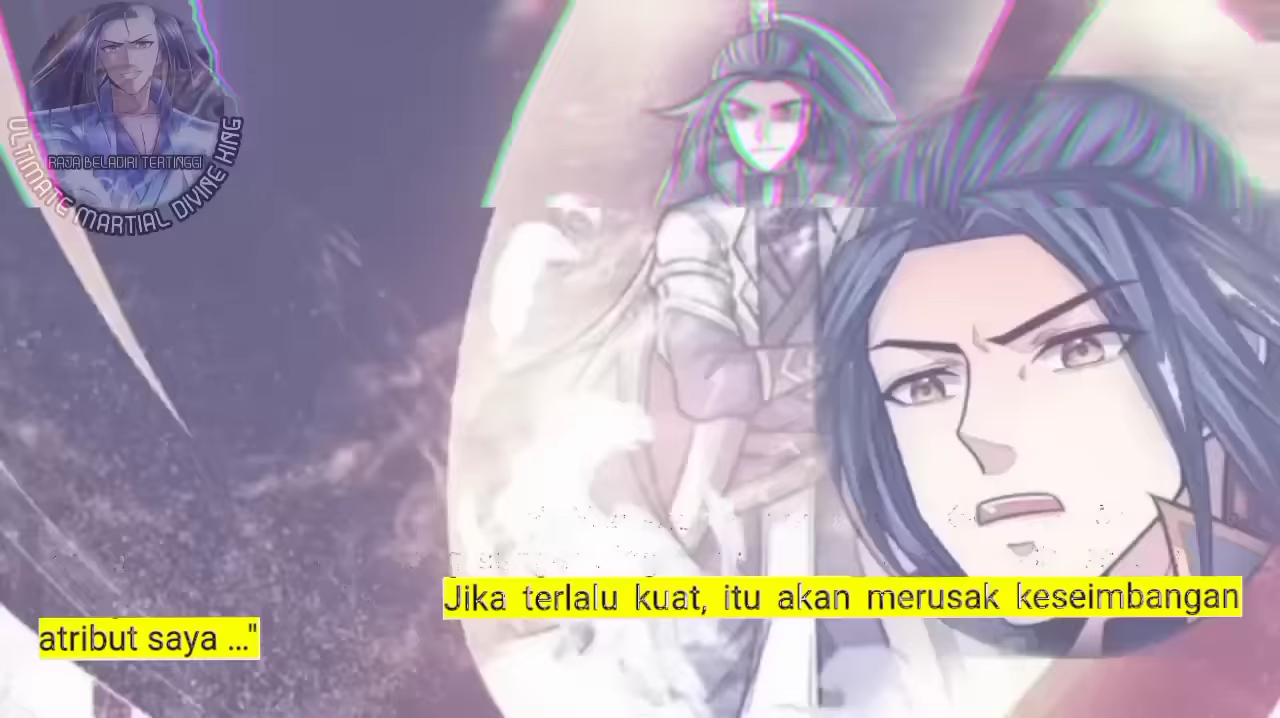 RAJA BELADIRI TERTINGGI
ULTIMATE MARTIAL DIVINE KING
Jika terlalu kuat, itu akan merusak keseimbangan
atribut saya ..."